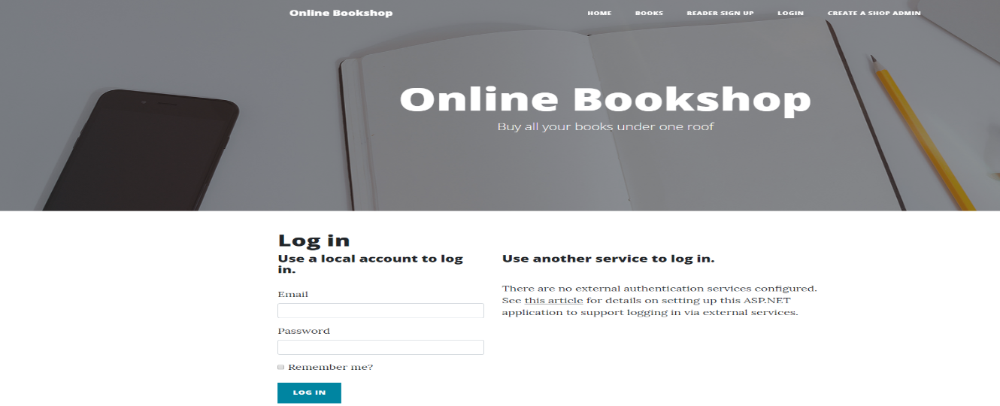 Online Bookshop
HOME BOOKS READER SIGN UP LOGIN CREATE A SHOP ADMIN
Online Bookshop
Buy all your books under one roof
Log in
Use a local account to log
in.
Email
Password
Remember me?
LOG IN
Use another service to log in.
There are no external authentication services configured.
See this article for details on setting up this ASP.NET
application to support logging in via external services.